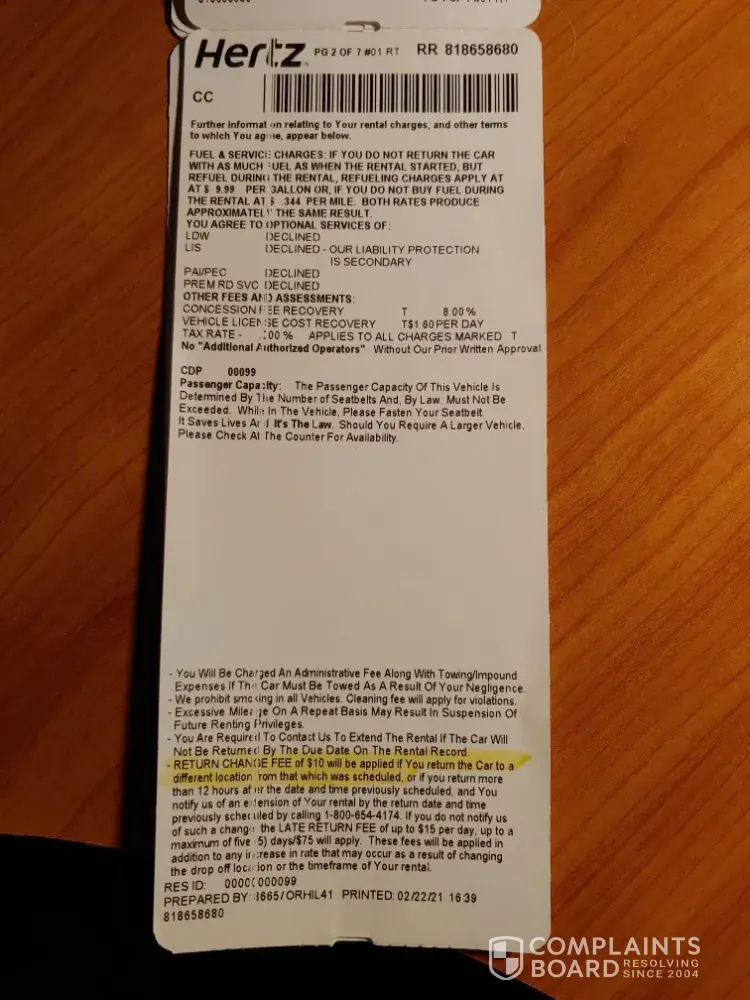 Hertz PG 2 OF 7 #01 RT RR 818658680
CC
Further information relating to Your rental charges, and other terms
to which You agree, appear below.
FUEL & SERVICE CHARGES: IF YOU DO NOT RETURN THE CAR
WITH AS MUCH FUEL AS WHEN THE RENTAL STARTED, BUT
REFUEL DURING THE RENTAL, REFUELING CHARGES APPLY AT
AT $ 9.99 PER GALLON OR, IF YOU DO NOT BUY FUEL DURING
THE RENTAL AT $ .344 PER MILE. BOTH RATES PRODUCE
APPROXIMATELY THE SAME RESULT.
YOU AGREE TO OPTIONAL SERVICES OF:
LDW DECLINED
LIS DECLINED - OUR LIABILITY PROTECTION
IS SECONDARY
PAI/PEC DECLINED
PREM RD SVC DECLINED
OTHER FEES AND ASSESSMENTS:
CONCESSION FEE RECOVERY T 8.00%
VEHICLE LICENSE COST RECOVERY T$1.60 PER DAY
TAX RATE - .00% APPLIES TO ALL CHARGES MARKED T
No "Additional Authorized Operators" Without Our Prior Written Approval
CDP 00099
Passenger Capacity: The Passenger Capacity Of This Vehicle Is
Determined By The Number of Seatbelts And, By Law, Must Not Be
Exceeded. While In The Vehicle, Please Fasten Your Seatbelt.
It Saves Lives And It's The Law. Should You Require A Larger Vehicle,
Please Check At The Counter For Availability.
- You Will Be Charged An Administrative Fee Along With Towing/Impound
Expenses If The Car Must Be Towed As A Result Of Your Negligence.
- We prohibit smoking in all Vehicles. Cleaning fee will apply for violations.
- Excessive Mileage On A Repeat Basis May Result In Suspension Of
Future Renting Privileges.
- You Are Required To Contact Us To Extend The Rental If The Car Will
Not Be Returned By The Due Date On The Rental Record.
- RETURN CHANGE FEE of $10 will be applied if You return the Car to a
different location from that which was scheduled, or if you return more
than 12 hours after the date and time previously scheduled, and You
notify us of an extension of Your rental by the return date and time
previously scheduled by calling 1-800-654-4174. If you do not notify us
of such a change the LATE RETURN FEE of up to $15 per day, up to a
maximum of five (5) days/$75 will apply. These fees will be applied in
addition to any increase in rate that may occur as a result of changing
the drop off location or the timeframe of Your rental.
RES ID: 00000000099
PREPARED BY: 8665/ORHIL41 PRINTED: 02/22/21 16:39
818658680
COMPLAINTS
BOARD RESOLVING
SINCE 2004